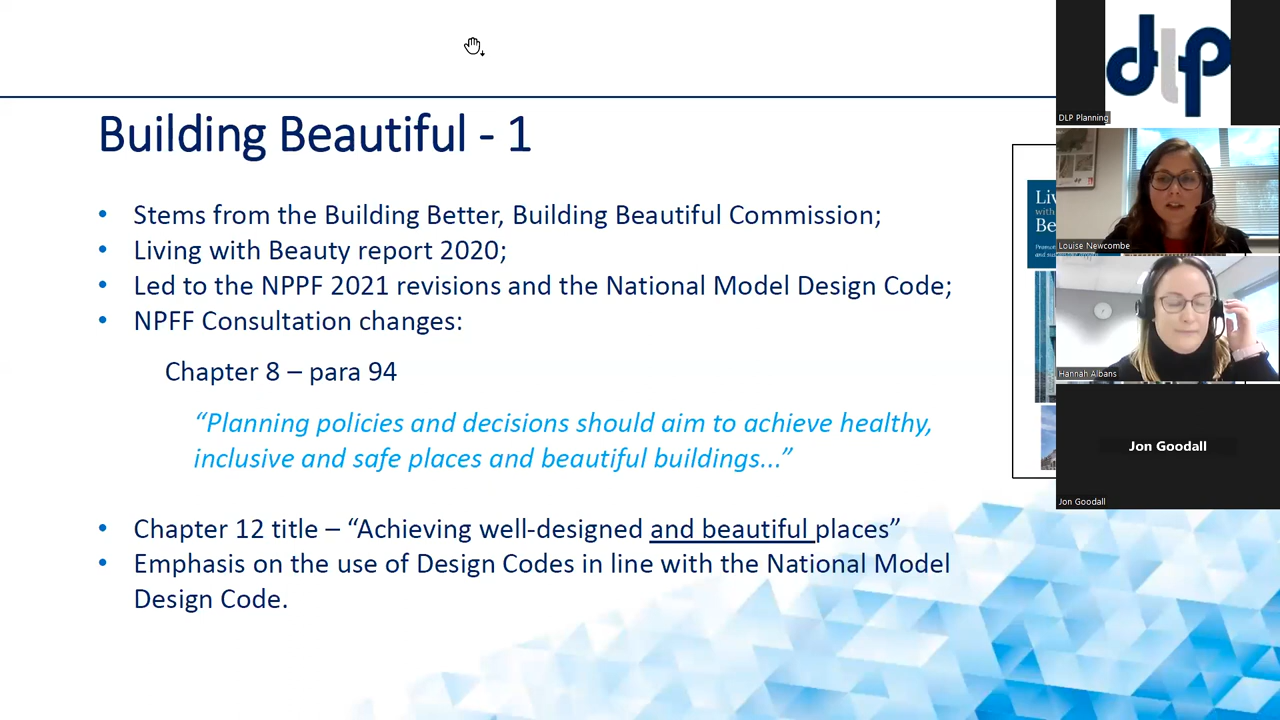 Building Beautiful - 1
• Stems from the Building Better, Building Beautiful Commission;
• Living with Beauty report 2020;
• Led to the NPPF 2021 revisions and the National Model Design Code;
• NPFF Consultation changes:
Chapter 8 – para 94
“Planning policies and decisions should aim to achieve healthy,
inclusive and safe places and beautiful buildings...”
• Chapter 12 title – “Achieving well-designed and beautiful places”
• Emphasis on the use of Design Codes in line with the National Model
Design Code.
Liv
with
Be
dlp
DLP Planning
Louise Newcombe
Hannah Albans
Jon Goodall
Jon Goodall